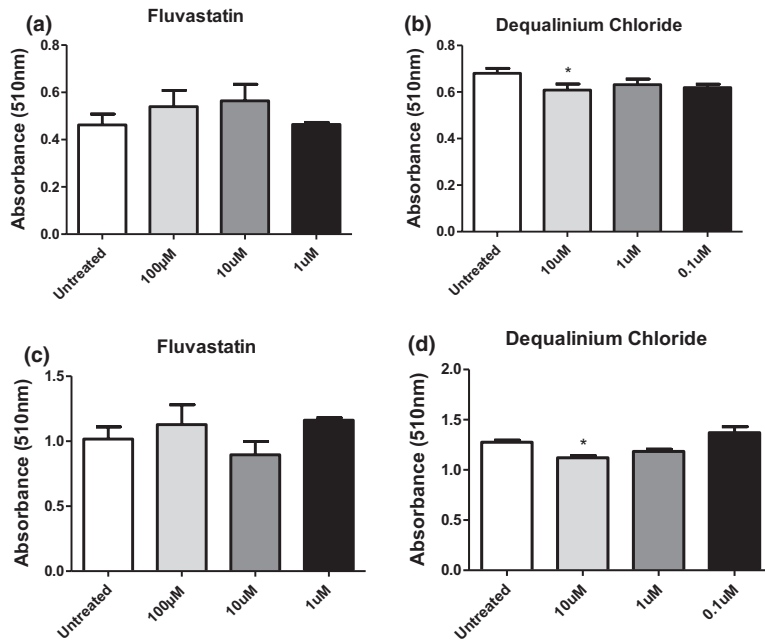 (a)
Fluvastatin
Absorbance (510nm)
0.8
0.6
0.4
0.2
0.0
Untreated
100µM
10uM
1uM
(b)
Dequalinium Chloride
Absorbance (510nm)
0.8
0.6
0.4
0.2
0.0
*
Untreated
10uM
1uM
0.1uM
(c)
Fluvastatin
Absorbance (510nm)
1.5
1.0
0.5
0.0
Untreated
100µM
10uM
1uM
(d)
Dequalinium Chloride
Absorbance (510nm)
2.0
1.5
1.0
0.5
0.0
*
Untreated
10uM
1uM
0.1uM